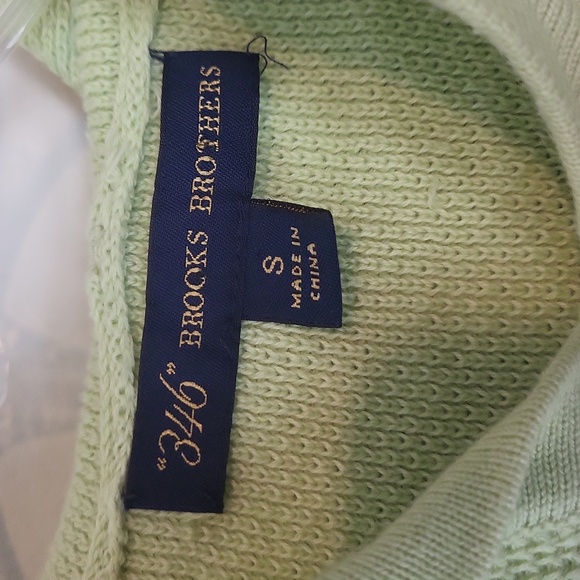 "346" BROOKS BROTHERS
S
MADE IN
CHINA